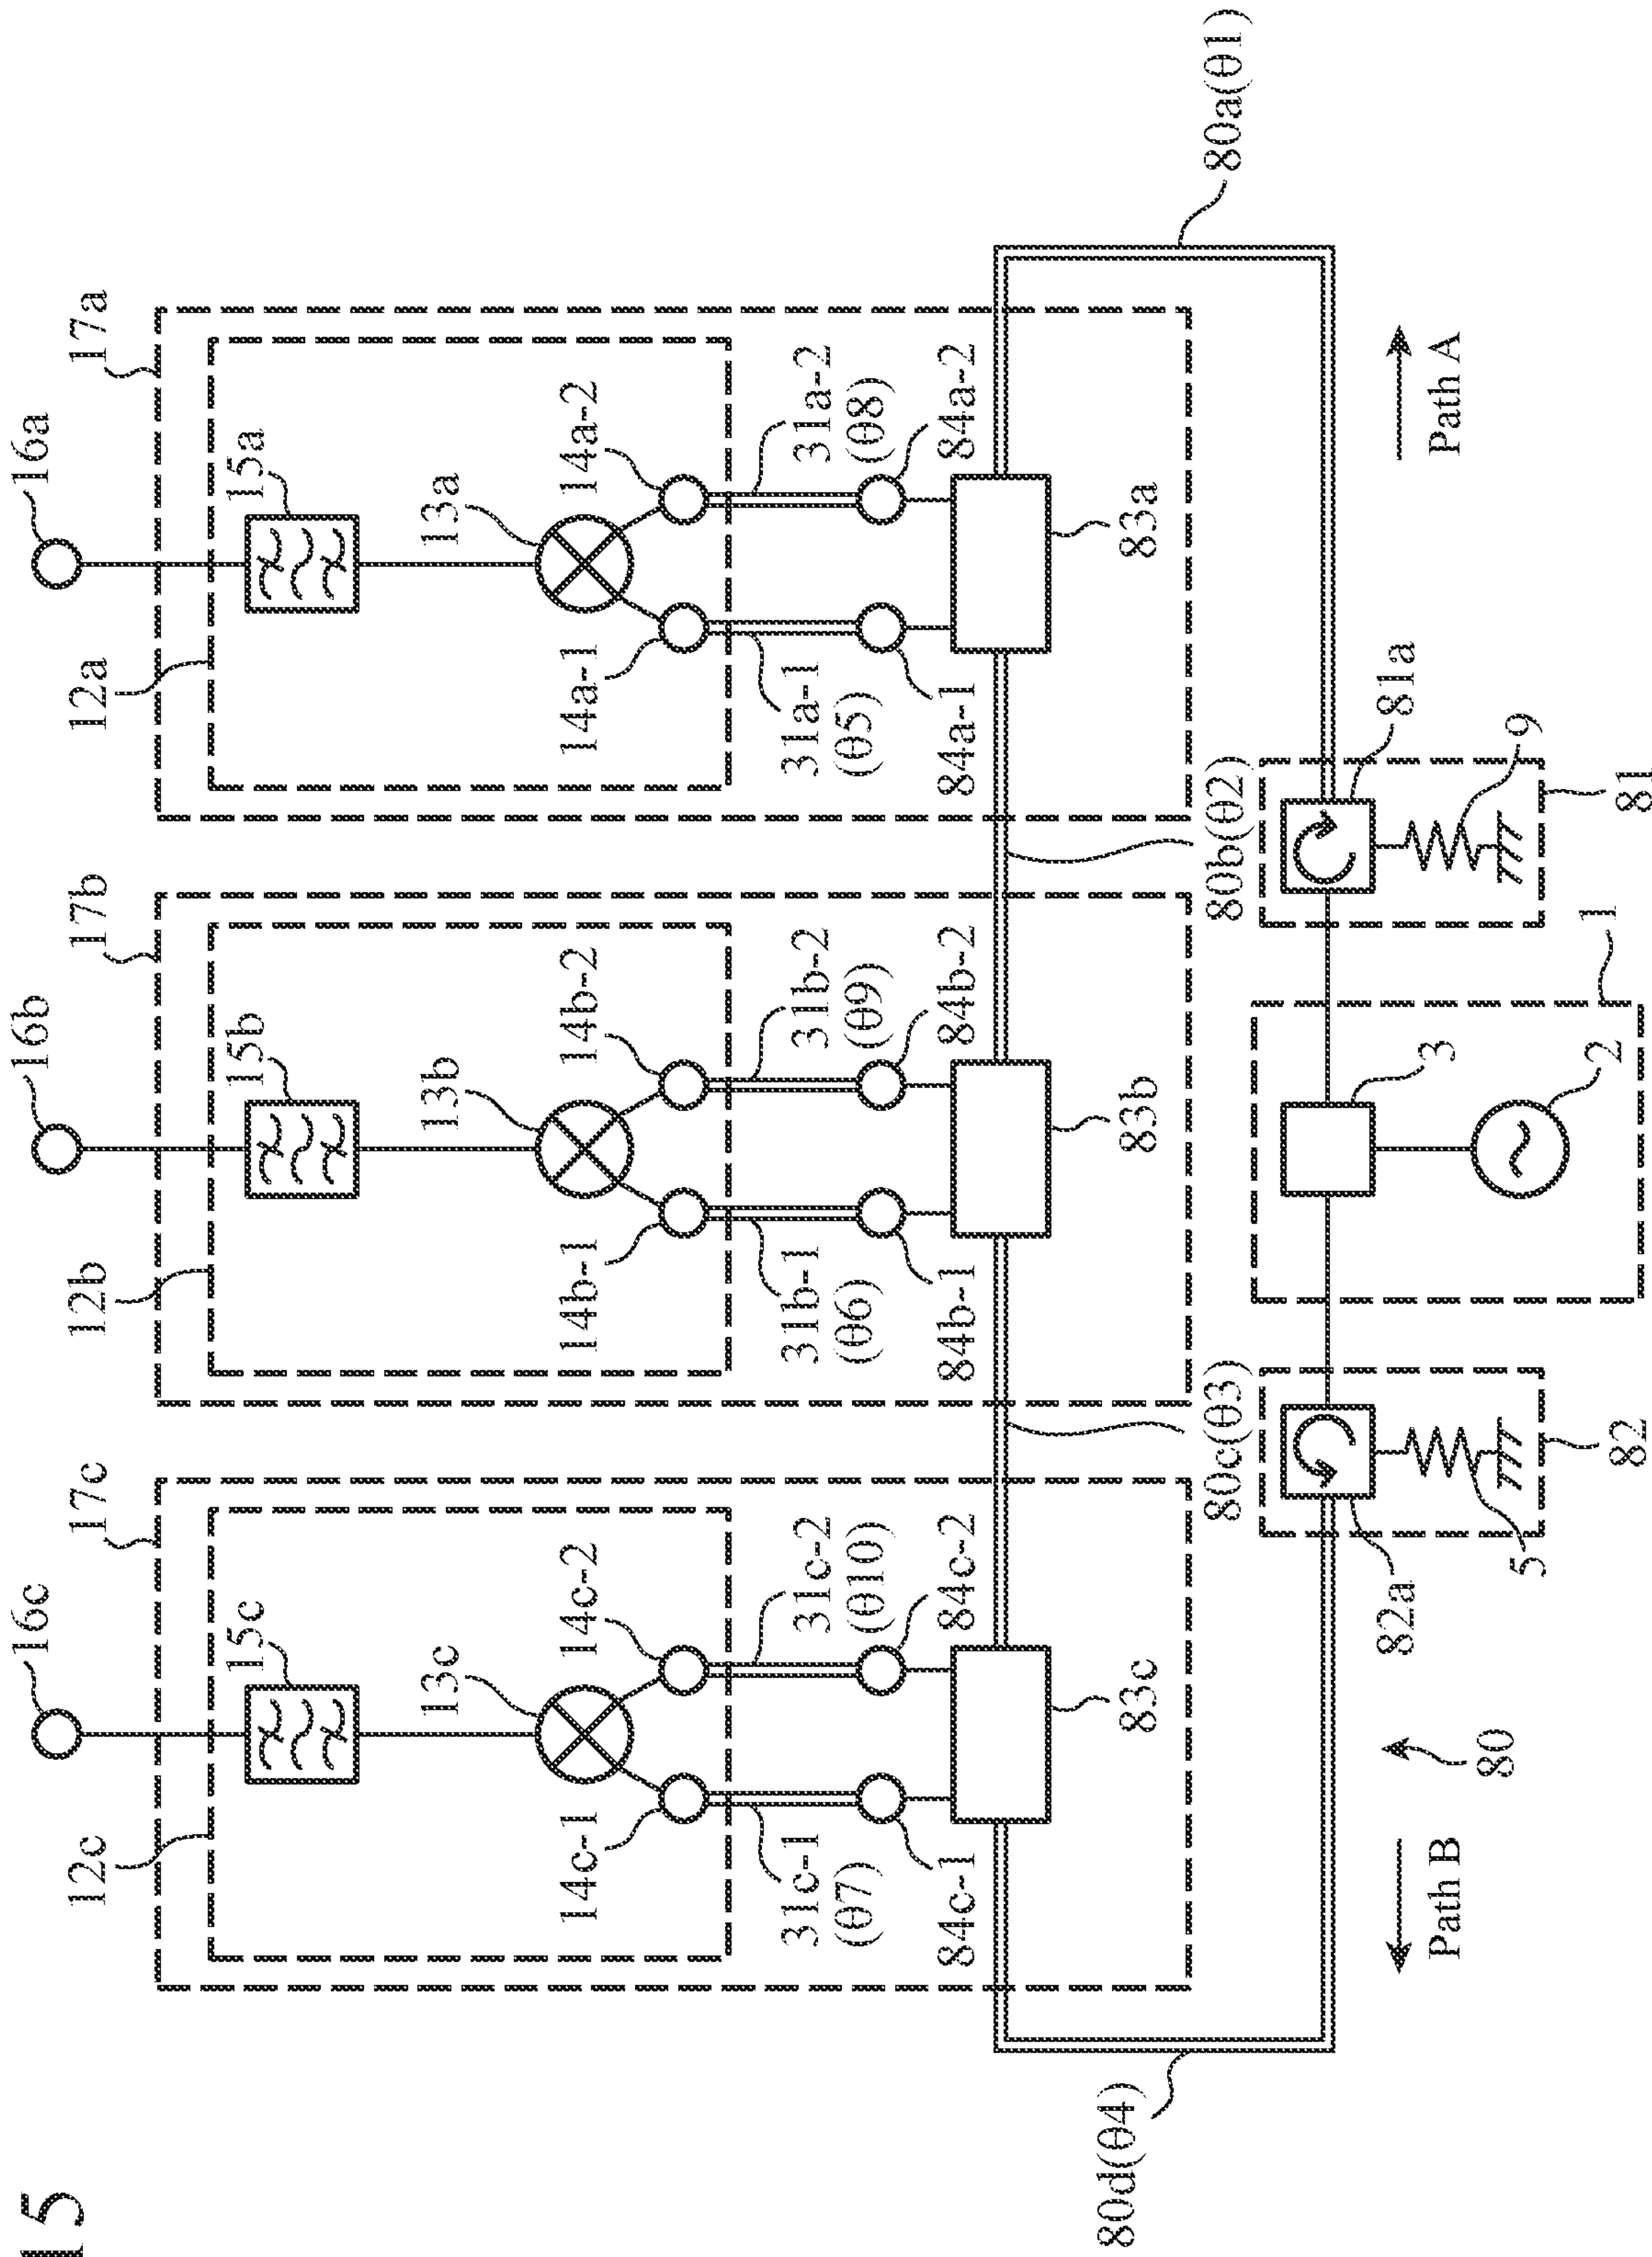 15
16c
16b
16a
17c
17b
17a
12c
12b
12a
15c
15b
15a
13c
13b
13a
14c-1
14c-2
14b-1
14b-2
14a-1
14a-2
31c-1
(θ7)
31c-2
(θ10)
31b-1
(θ6)
31b-2
(θ9)
31a-1
(θ5)
31a-2
(θ8)
84c-1
84c-2
84b-1
84b-2
84a-1
84a-2
83c
83b
83a
80d(θ4)
80c(θ3)
80b(θ2)
80a(θ1)
82a
81a
Path B
80
5
3
9
Path A
82
2
1
81